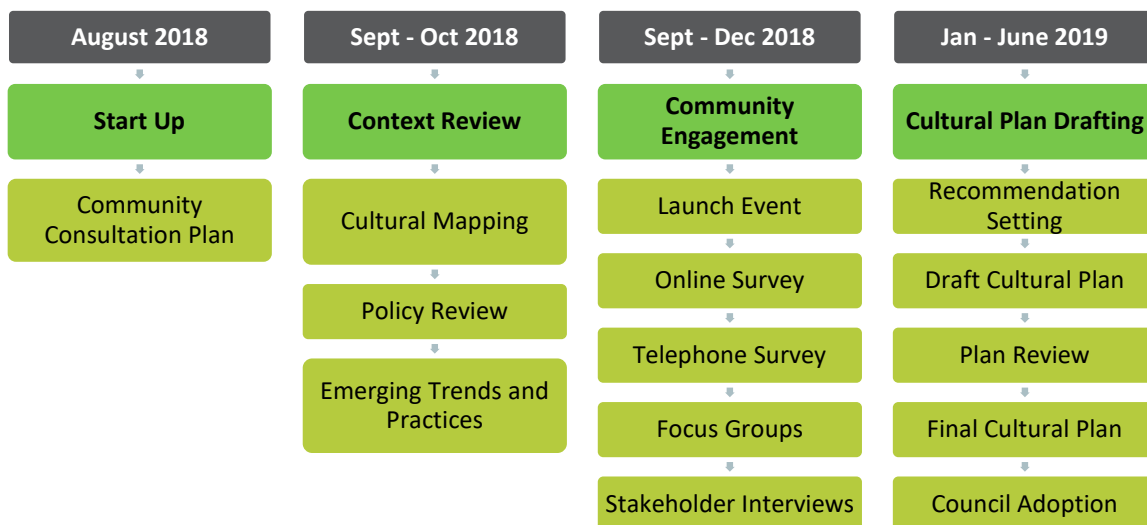 August 2018
Start Up
Community
Consultation Plan
Sept - Oct 2018
Context Review
Cultural Mapping
Policy Review
Emerging Trends and
Practices
Sept - Dec 2018
Community
Engagement
Launch Event
Online Survey
Telephone Survey
Focus Groups
Stakeholder Interviews
Jan - June 2019
Cultural Plan Drafting
Recommendation
Setting
Draft Cultural Plan
Plan Review
Final Cultural Plan
Council Adoption